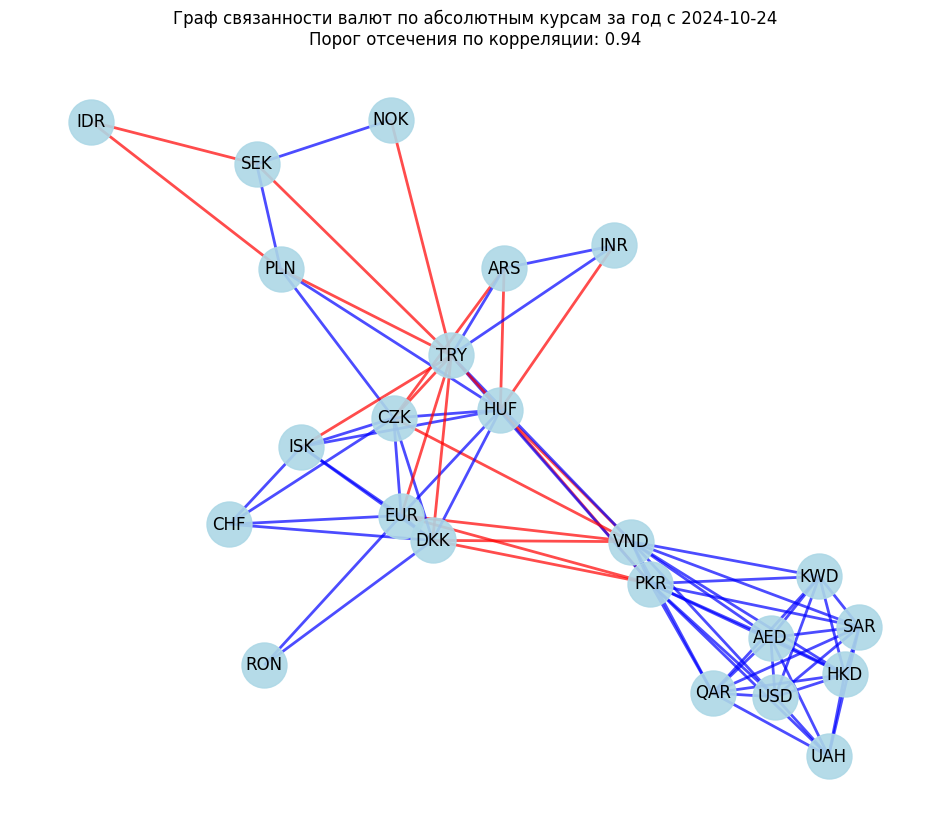 Граф связанности валют по абсолютным курсам за год с 2024-10-24
Порог отсечения по корреляции: 0.94
IDR
NOK
SEK
INR
PLN
ARS
TRY
HUF
CZK
ISK
EUR
CHF
DKK
VND
KWD
PKR
SAR
AED
RON
HKD
QAR
USD
UAH